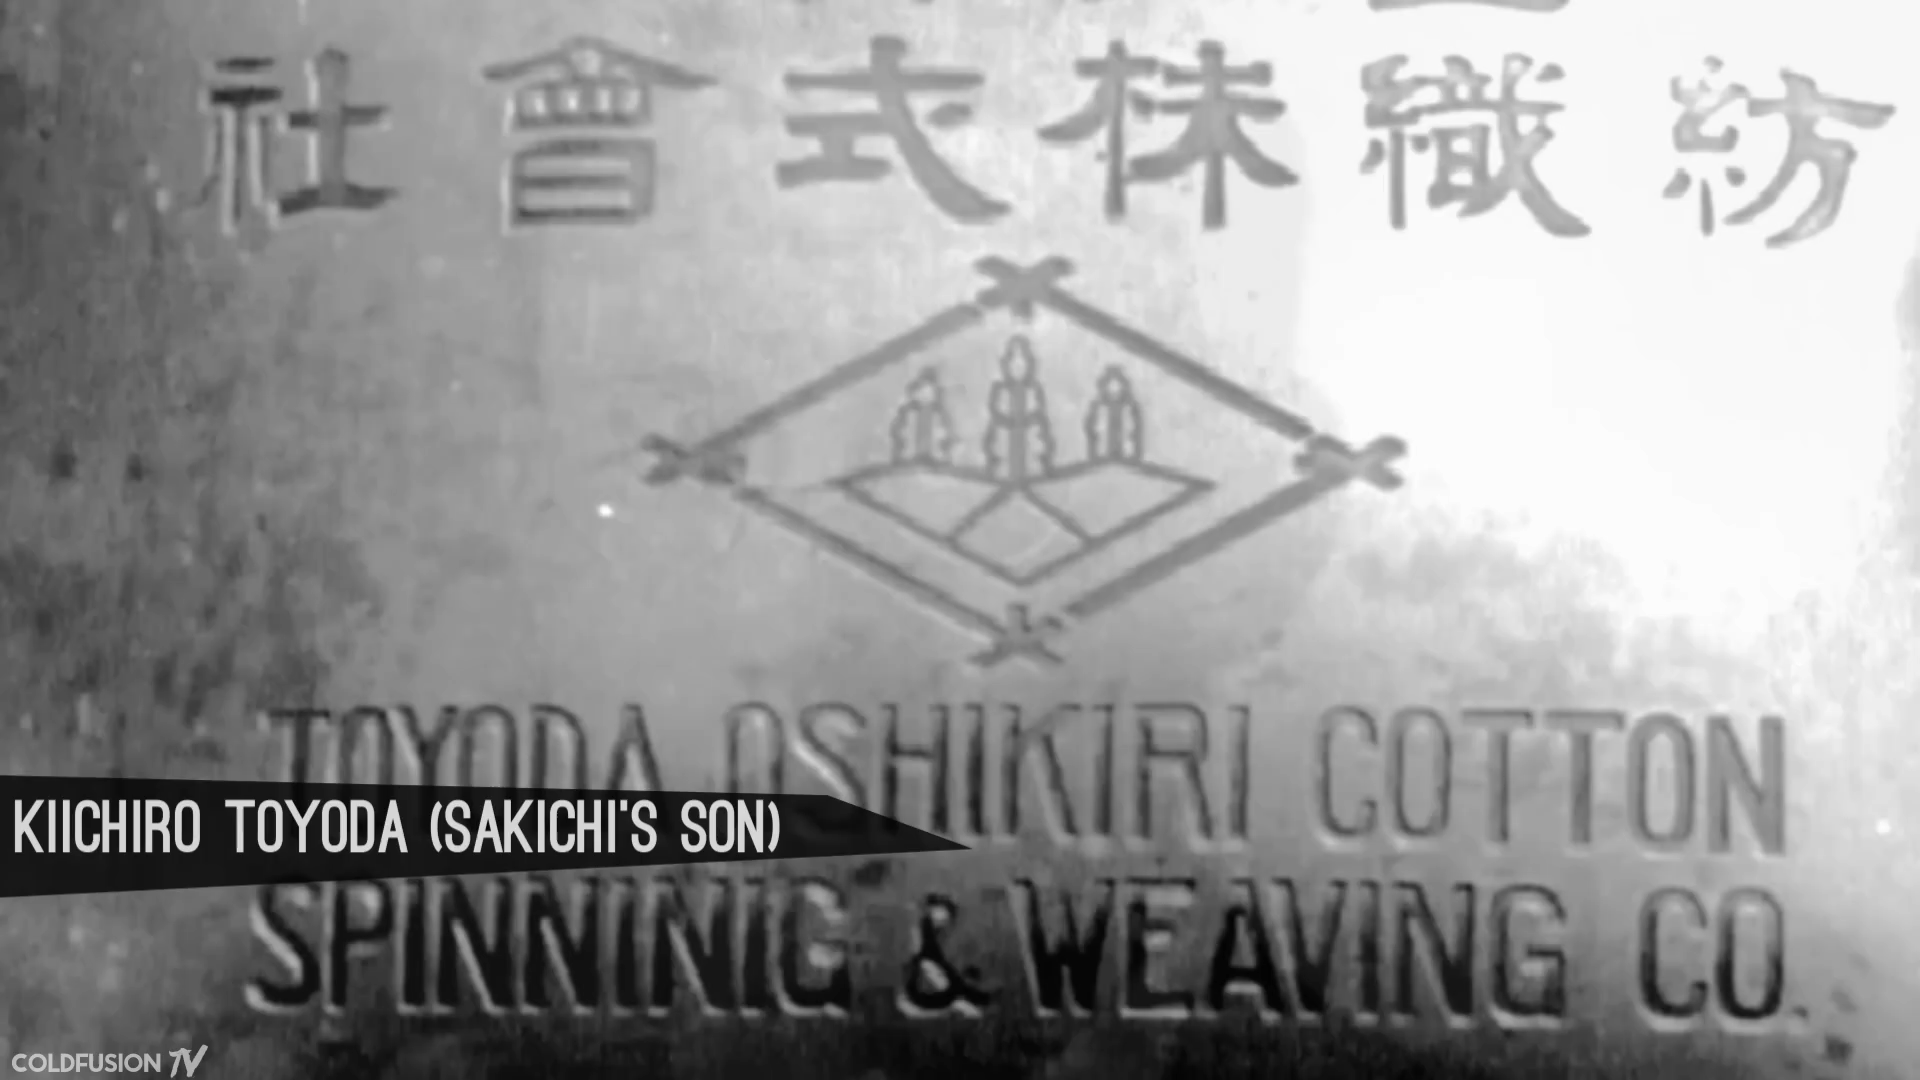 紡織株式會社
TOYODA OSHIKIRI COTTON
KIICHIRO TOYODA (SAKICHI'S SON)
SPINNING & WEAVING CO.
COLDFUSION TV